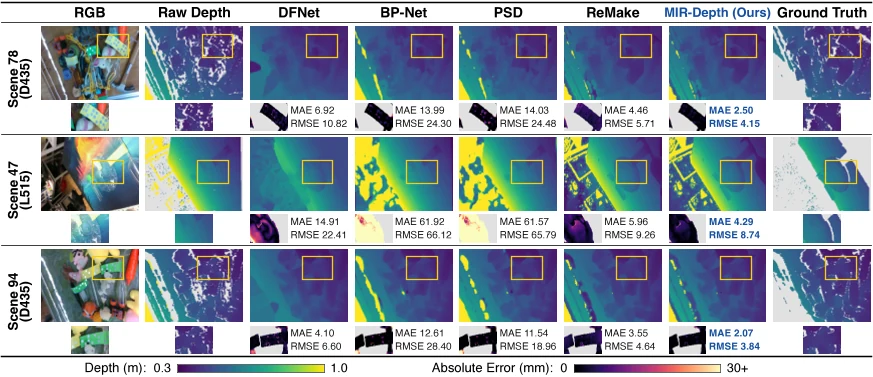 RGB Raw Depth DFNet BP-Net PSD ReMake MIR-Depth (Ours) Ground Truth
Scene 78
(D435)
MAE 6.92 MAE 13.99 MAE 14.03 MAE 4.46 MAE 2.50
RMSE 10.82 RMSE 24.30 RMSE 24.48 RMSE 5.71 RMSE 4.15
Scene 47
(L515)
MAE 14.91 MAE 61.92 MAE 61.57 MAE 5.96 MAE 4.29
RMSE 22.41 RMSE 66.12 RMSE 65.79 RMSE 9.26 RMSE 8.74
Scene 94
(D435)
MAE 4.10 MAE 12.61 MAE 11.54 MAE 3.55 MAE 2.07
RMSE 6.60 RMSE 28.40 RMSE 18.96 RMSE 4.64 RMSE 3.84
Depth (m): 0.3 1.0 Absolute Error (mm): 0 30+